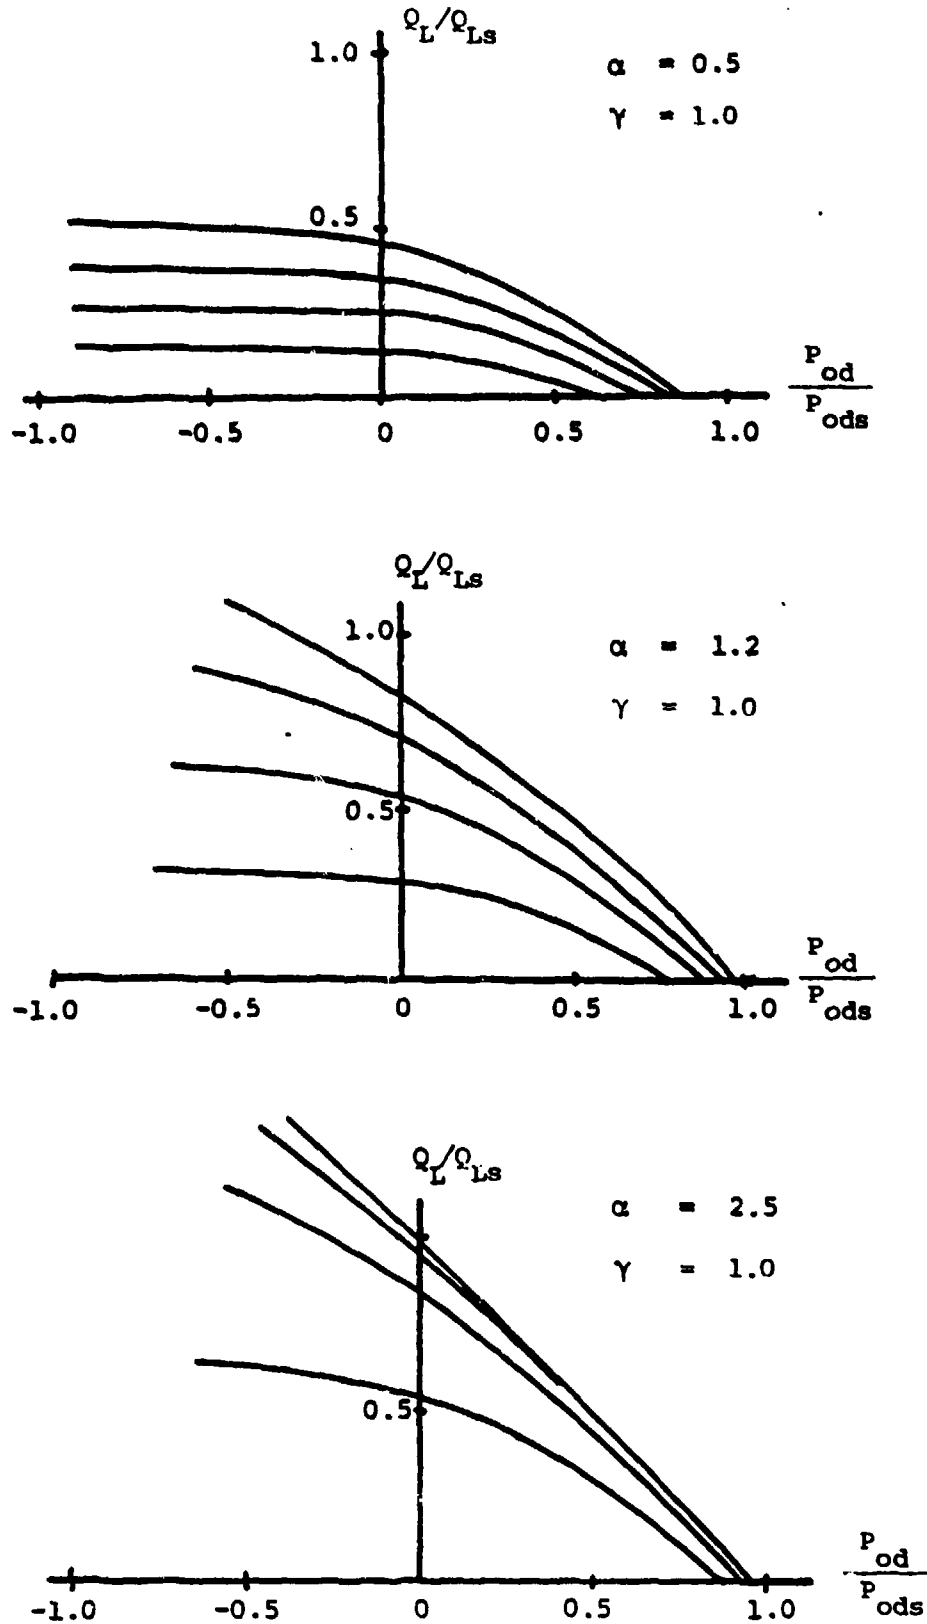 Q_L/Q_Ls
1.0
α = 0.5
γ = 1.0
0.5
P_od
P_ods
-1.0 -0.5 0 0.5 1.0
Q_L/Q_Ls
1.0
α = 1.2
γ = 1.0
0.5
P_od
P_ods
-1.0 -0.5 0 0.5 1.0
Q_L/Q_Ls
α = 2.5
γ = 1.0
0.5
P_od
P_ods
-1.0 -0.5 0 0.5 1.0